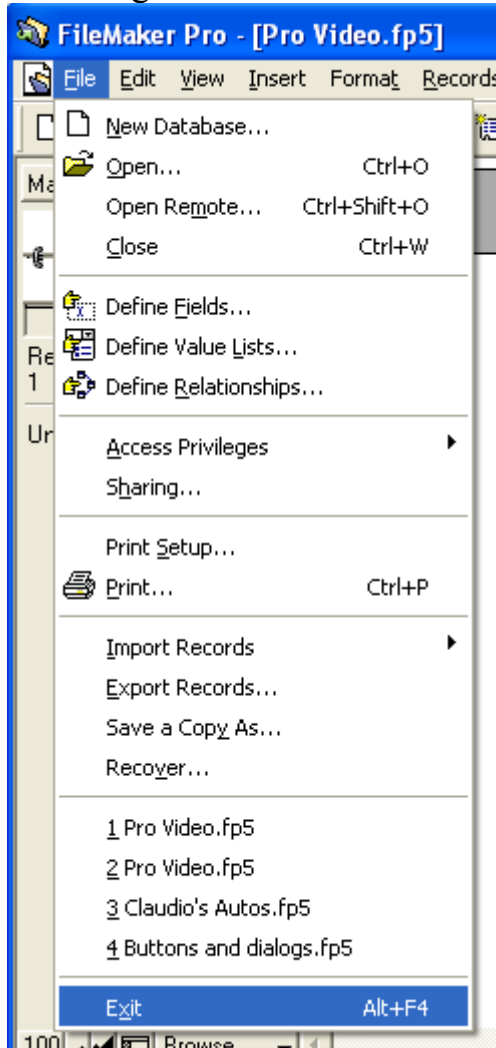 FileMaker Pro - [Pro Video.fp5]
File Edit View Insert Format Records
New Database...
Open... Ctrl+O
Open Remote... Ctrl+Shift+O
Close Ctrl+W
Define Fields...
Define Value Lists...
Define Relationships...
1
Access Privileges
Sharing...
Print Setup...
Print... Ctrl+P
Import Records
Export Records...
Save a Copy As...
Recover...
1 Pro Video.fp5
2 Pro Video.fp5
3 Claudio's Autos.fp5
4 Buttons and dialogs.fp5
Exit Alt+F4
100 Browse